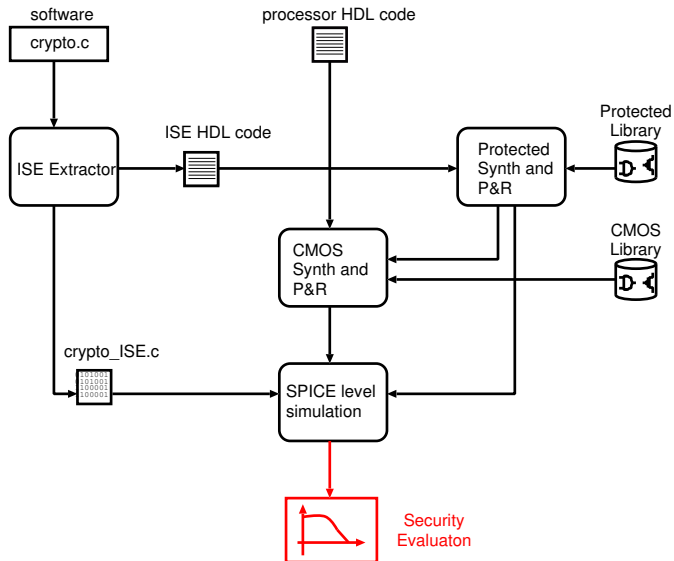 software
crypto.c
processor HDL code
ISE HDL code
ISE Extractor
Protected
Synth and
P&R
Protected
Library
CMOS
Library
CMOS
Synth and
P&R
crypto_ISE.c
101001
101001
100001
100001
SPICE level
simulation
Security
Evaluaton